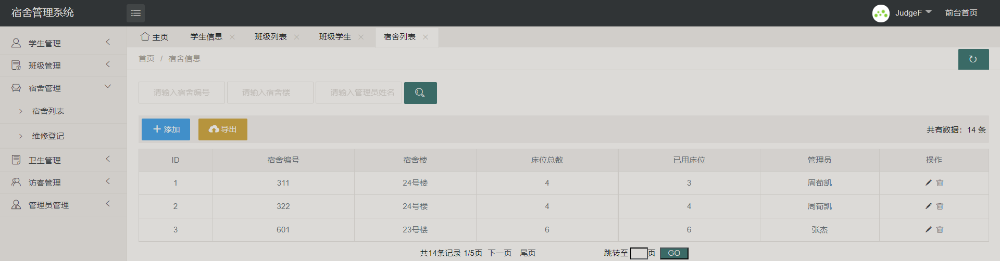 宿舍管理系统
JudgeF 前台首页
学生管理
班级管理
宿舍管理
宿舍列表
维修登记
卫生管理
访客管理
管理员管理
主页 学生信息 班级列表 班级学生 宿舍列表
首页 / 宿舍信息
请输入宿舍编号 请输入宿舍楼 请输入管理员姓名
添加 导出 共有数据：14 条
ID 宿舍编号 宿舍楼 床位总数 已用床位 管理员 操作
1 311 24号楼 4 3 周荀凯
2 322 24号楼 4 4 周荀凯
3 601 23号楼 6 6 张杰
共14条记录 1/5页 下一页 尾页 跳转至 页 GO